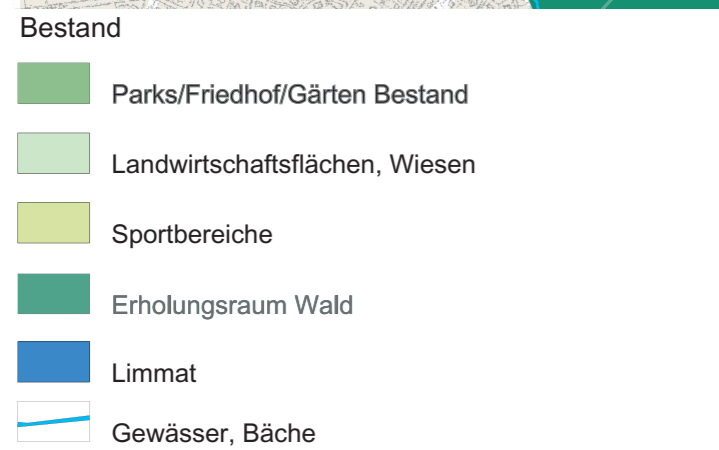 Bestand
Parks/Friedhof/Gärten Bestand
Landwirtschaftsflächen, Wiesen
Sportbereiche
Erholungsraum Wald
Limmat
Gewässer, Bäche